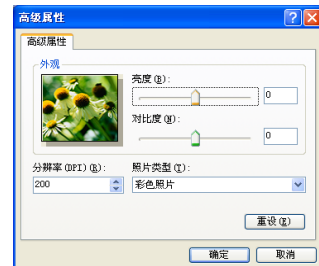 高级属性
高级属性
外观
亮度(B):
0
对比度(N):
0
分辨率(DPI)(R):
照片类型(T):
200
彩色照片
重设(E)
确定
取消